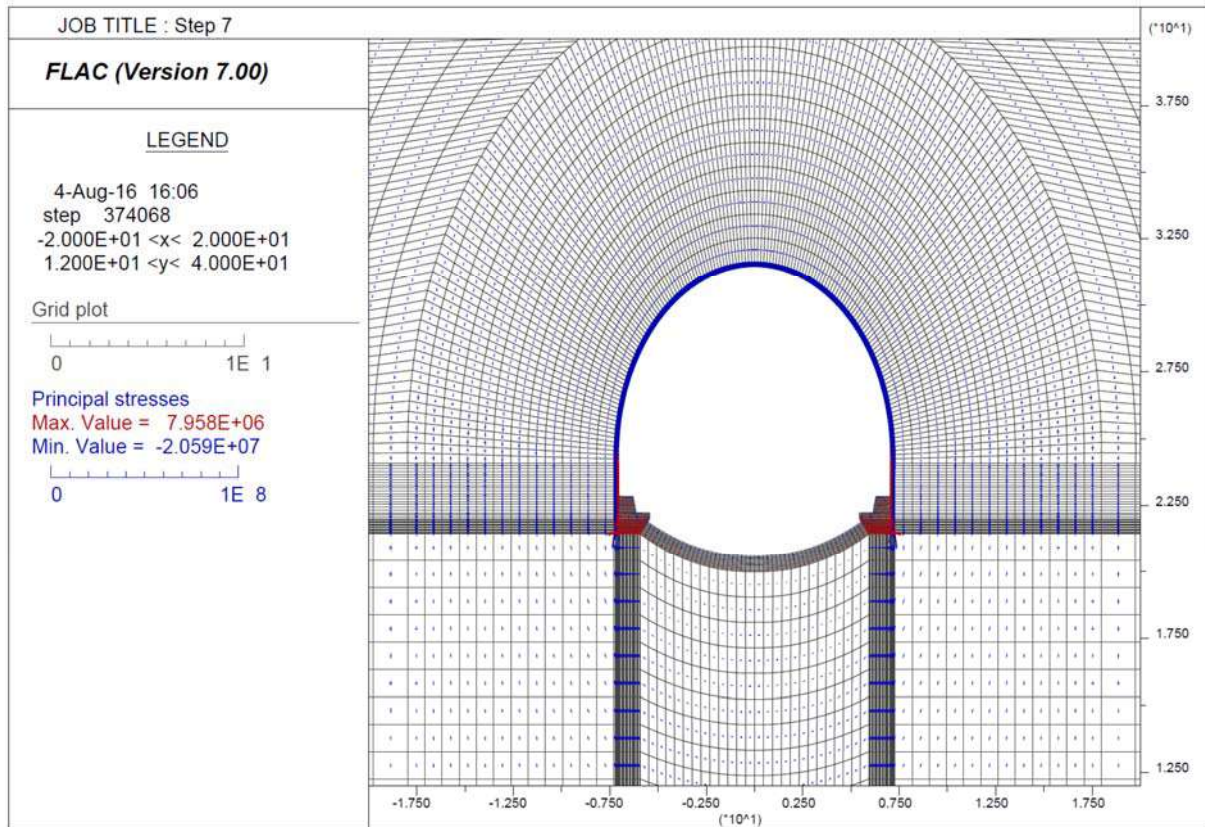 JOB TITLE : Step 7
(*10^1)
FLAC (Version 7.00)
LEGEND
4-Aug-16 16:06
step 374068
-2.000E+01 <x< 2.000E+01
1.200E+01 <y< 4.000E+01
Grid plot
0 1E 1
Principal stresses
Max. Value = 7.958E+06
Min. Value = -2.059E+07
0 1E 8
3.750
3.250
2.750
2.250
1.750
1.250
-1.750 -1.250 -0.750 -0.250 0.250 0.750 1.250 1.750
(*10^1)